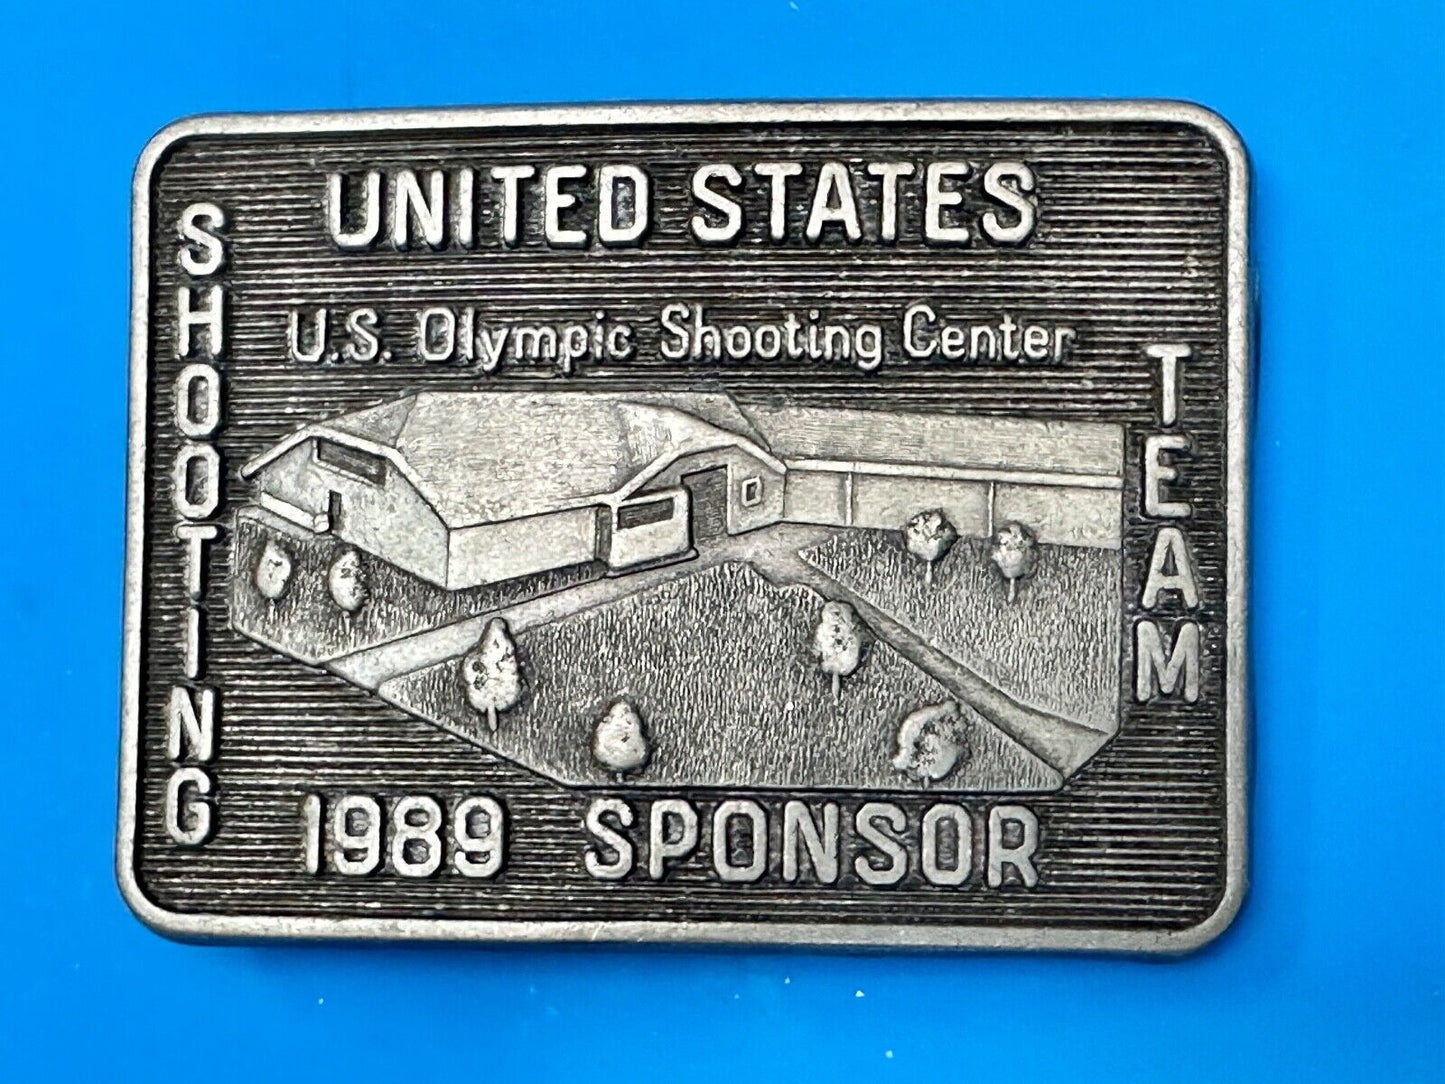 UNITED STATES
SHOOTING
TEAM
U.S. Olympic Shooting Center
1989 SPONSOR